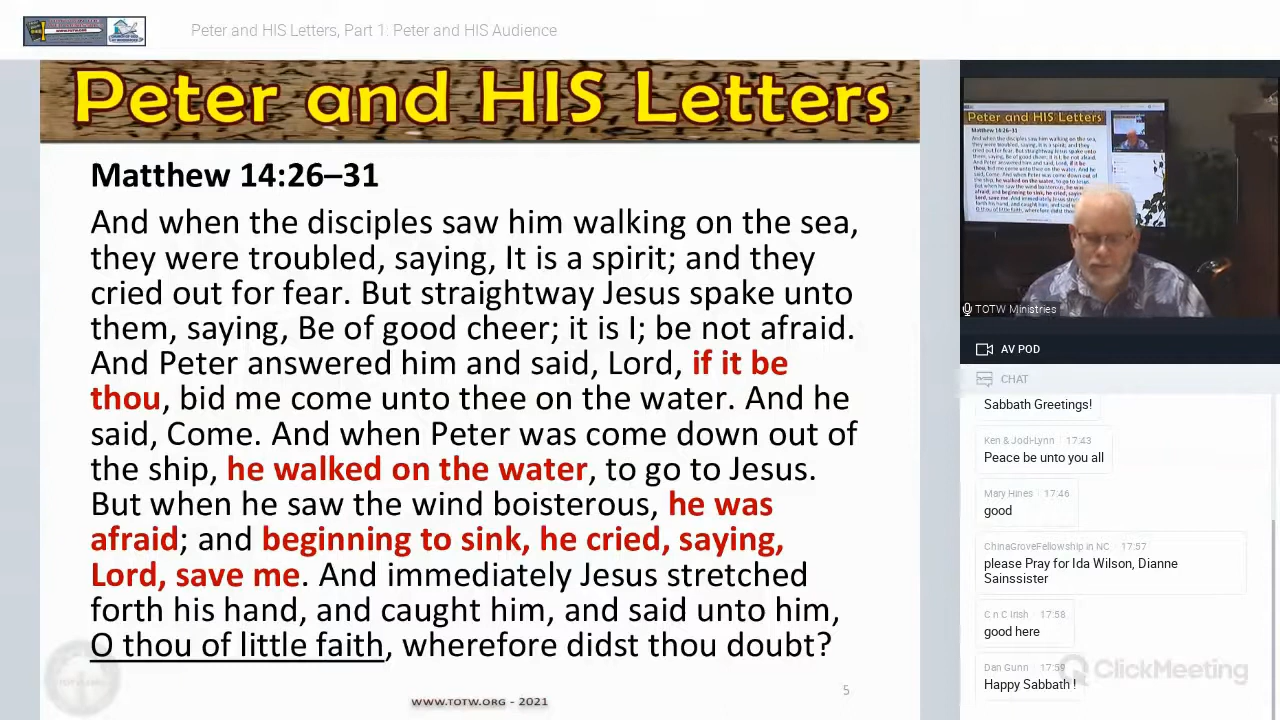 Peter and HIS Letters, Part 1: Peter and HIS Audience
Peter and HIS Letters
Matthew 14:26–31
And when the disciples saw him walking on the sea,
they were troubled, saying, It is a spirit; and they
cried out for fear. But straightway Jesus spake unto
them, saying, Be of good cheer; it is I; be not afraid.
And Peter answered him and said, Lord, if it be
thou, bid me come unto thee on the water. And he
said, Come. And when Peter was come down out of
the ship, he walked on the water, to go to Jesus.
But when he saw the wind boisterous, he was
afraid; and beginning to sink, he cried, saying,
Lord, save me. And immediately Jesus stretched
forth his hand, and caught him, and said unto him,
O thou of little faith, wherefore didst thou doubt?
WWW.TOTW.ORG - 2021
5
Peter and HIS Letters
Matthew 14:26–31
TOTW Ministries
AV POD
CHAT
Sabbath Greetings!
Ken & Jodi-Lynn 17:43
Peace be unto you all
Mary Hines 17:46
good
ChinaGroveFellowship in NC 17:57
please Pray for Ida Wilson, Dianne
Sainssister
C n C Irish 17:58
good here
Dan Gunn 17:59
Happy Sabbath !
ClickMeeting